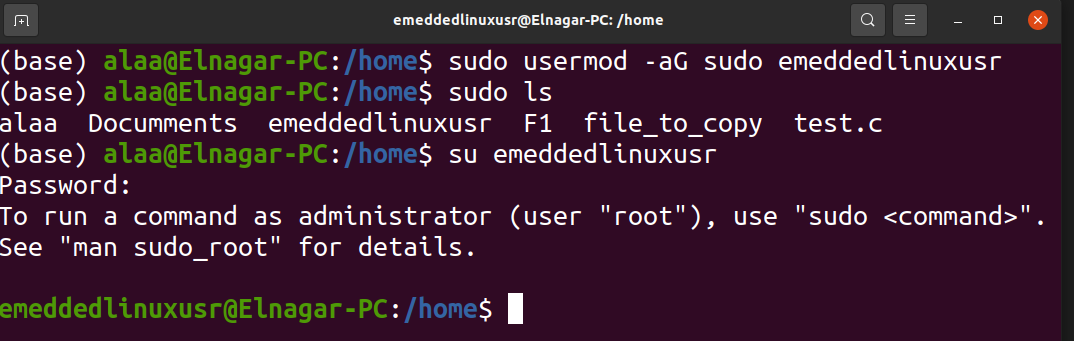 emeddedlinuxusr@Elnagar-PC: /home
(base) alaa@Elnagar-PC:/home$ sudo usermod -aG sudo emeddedlinuxusr
(base) alaa@Elnagar-PC:/home$ sudo ls
alaa  Documments  emeddedlinuxusr  F1  file_to_copy  test.c
(base) alaa@Elnagar-PC:/home$ su emeddedlinuxusr
Password:
To run a command as administrator (user "root"), use "sudo <command>".
See "man sudo_root" for details.
emeddedlinuxusr@Elnagar-PC:/home$